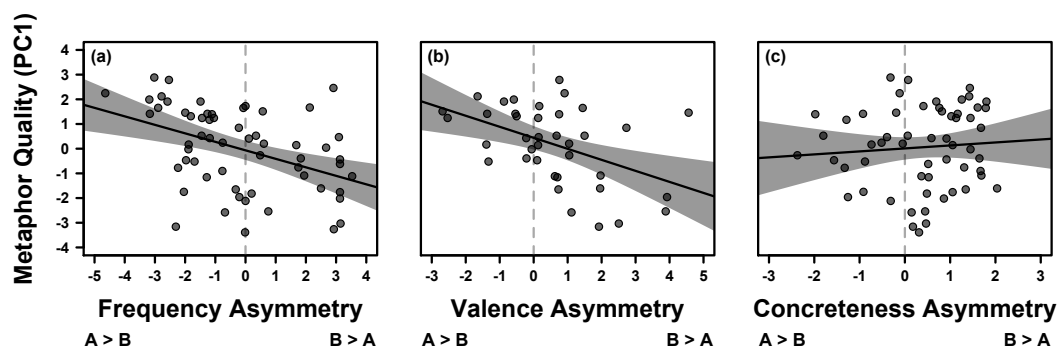 Metaphor Quality (PC1)
4
3
2
1
0
-1
-2
-3
-4
(a)
-5 -4 -3 -2 -1 0 1 2 3 4
Frequency Asymmetry
A > B B > A
(b)
-3 -2 -1 0 1 2 3 4 5
Valence Asymmetry
A > B B > A
(c)
-3 -2 -1 0 1 2 3
Concreteness Asymmetry
A > B B > A